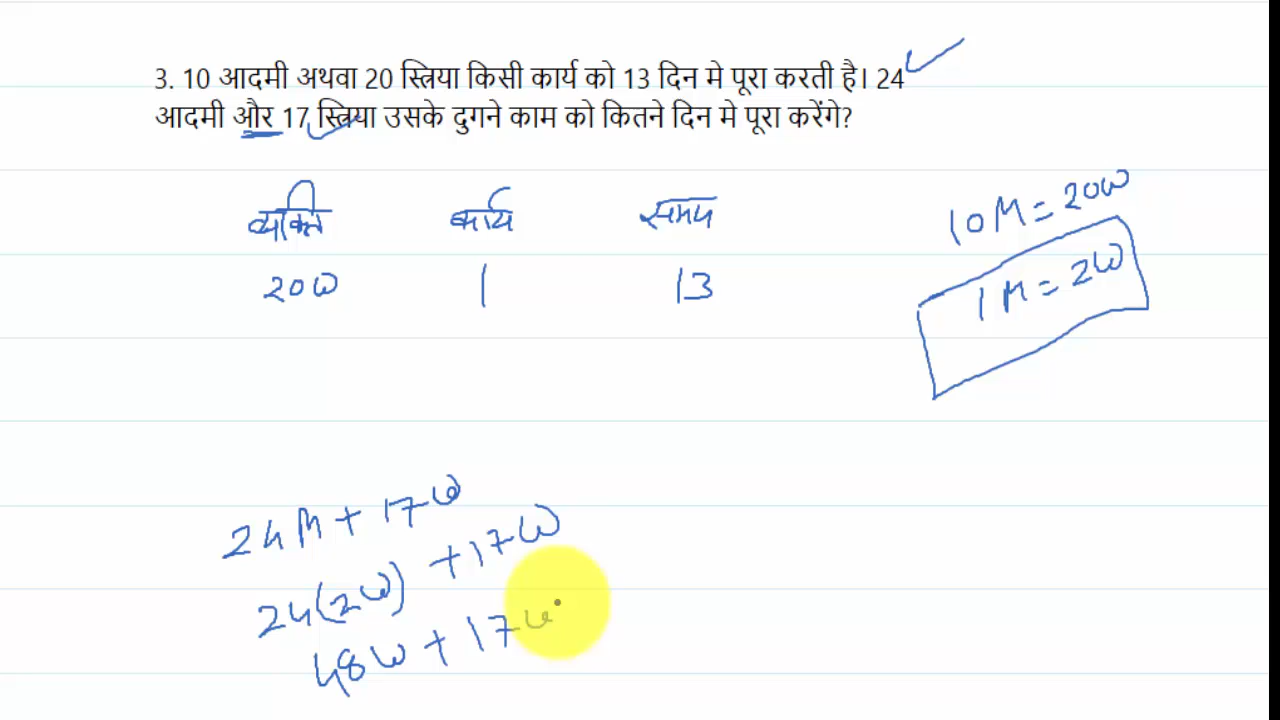 3. 10 आदमी अथवा 20 स्त्रिया किसी कार्य को 13 दिन मे पूरा करती है। 24
आदमी और 17 स्त्रिया उसके दुगने काम को कितने दिन मे पूरा करेंगे?
व्यक्ति कार्य समय
20W 1 13
10M = 20W
1M = 2W
24M + 17W
24(2W) + 17W
48W + 17W